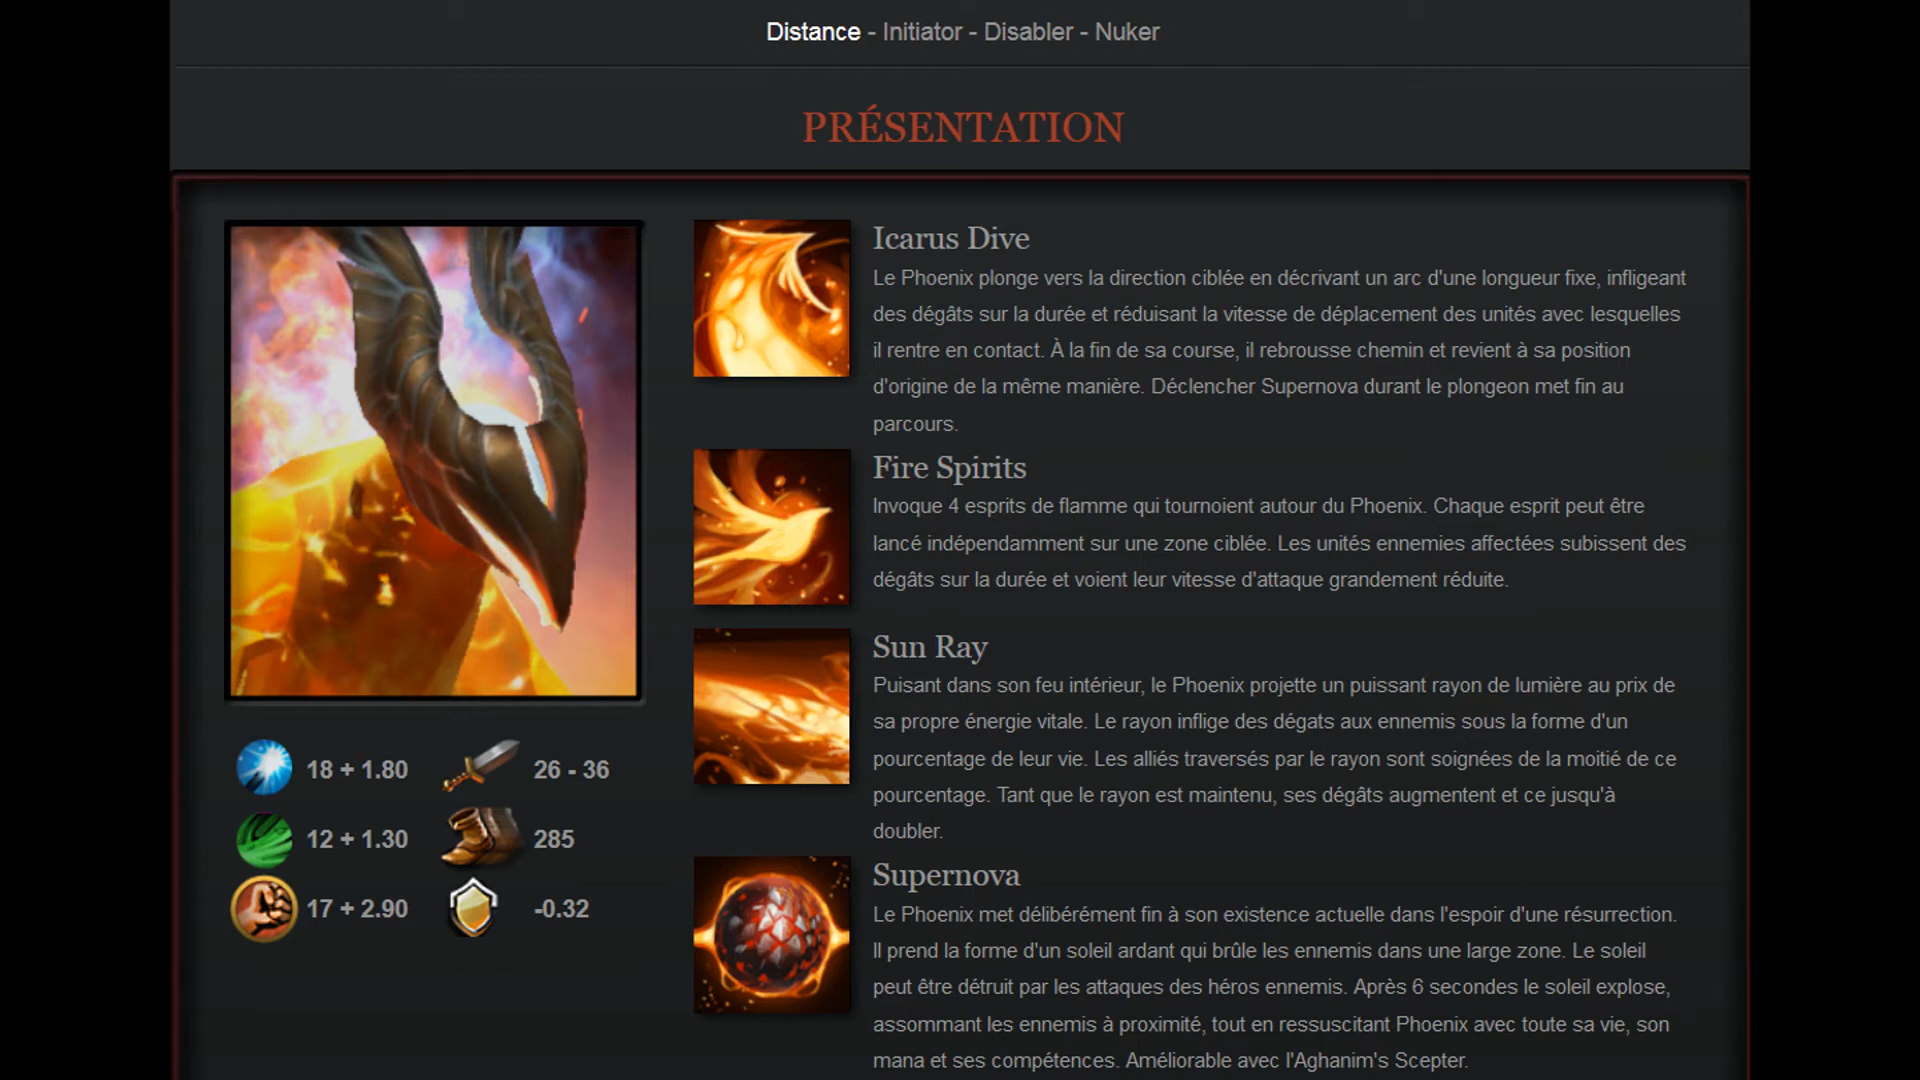 Distance - Initiator - Disabler - Nuker
PRÉSENTATION
Icarus Dive
Le Phoenix plonge vers la direction ciblée en décrivant un arc d'une longueur fixe, infligeant
des dégâts sur la durée et réduisant la vitesse de déplacement des unités avec lesquelles
il rentre en contact. À la fin de sa course, il rebrousse chemin et revient à sa position
d'origine de la même manière. Déclencher Supernova durant le plongeon met fin au
parcours.
Fire Spirits
Invoque 4 esprits de flamme qui tournoient autour du Phoenix. Chaque esprit peut être
lancé indépendamment sur une zone ciblée. Les unités ennemies affectées subissent des
dégâts sur la durée et voient leur vitesse d'attaque grandement réduite.
Sun Ray
Puisant dans son feu intérieur, le Phoenix projette un puissant rayon de lumière au prix de
sa propre énergie vitale. Le rayon inflige des dégats aux ennemis sous la forme d'un
pourcentage de leur vie. Les alliés traversés par le rayon sont soignées de la moitié de ce
pourcentage. Tant que le rayon est maintenu, ses dégâts augmentent et ce jusqu'à
doubler.
Supernova
Le Phoenix met délibérément fin à son existence actuelle dans l'espoir d'une résurrection.
Il prend la forme d'un soleil ardant qui brûle les ennemis dans une large zone. Le soleil
peut être détruit par les attaques des héros ennemis. Après 6 secondes le soleil explose,
assommant les ennemis à proximité, tout en ressuscitant Phoenix avec toute sa vie, son
mana et ses compétences. Améliorable avec l'Aghanim's Scepter.
18 + 1.80 26 - 36
12 + 1.30 285
17 + 2.90 -0.32